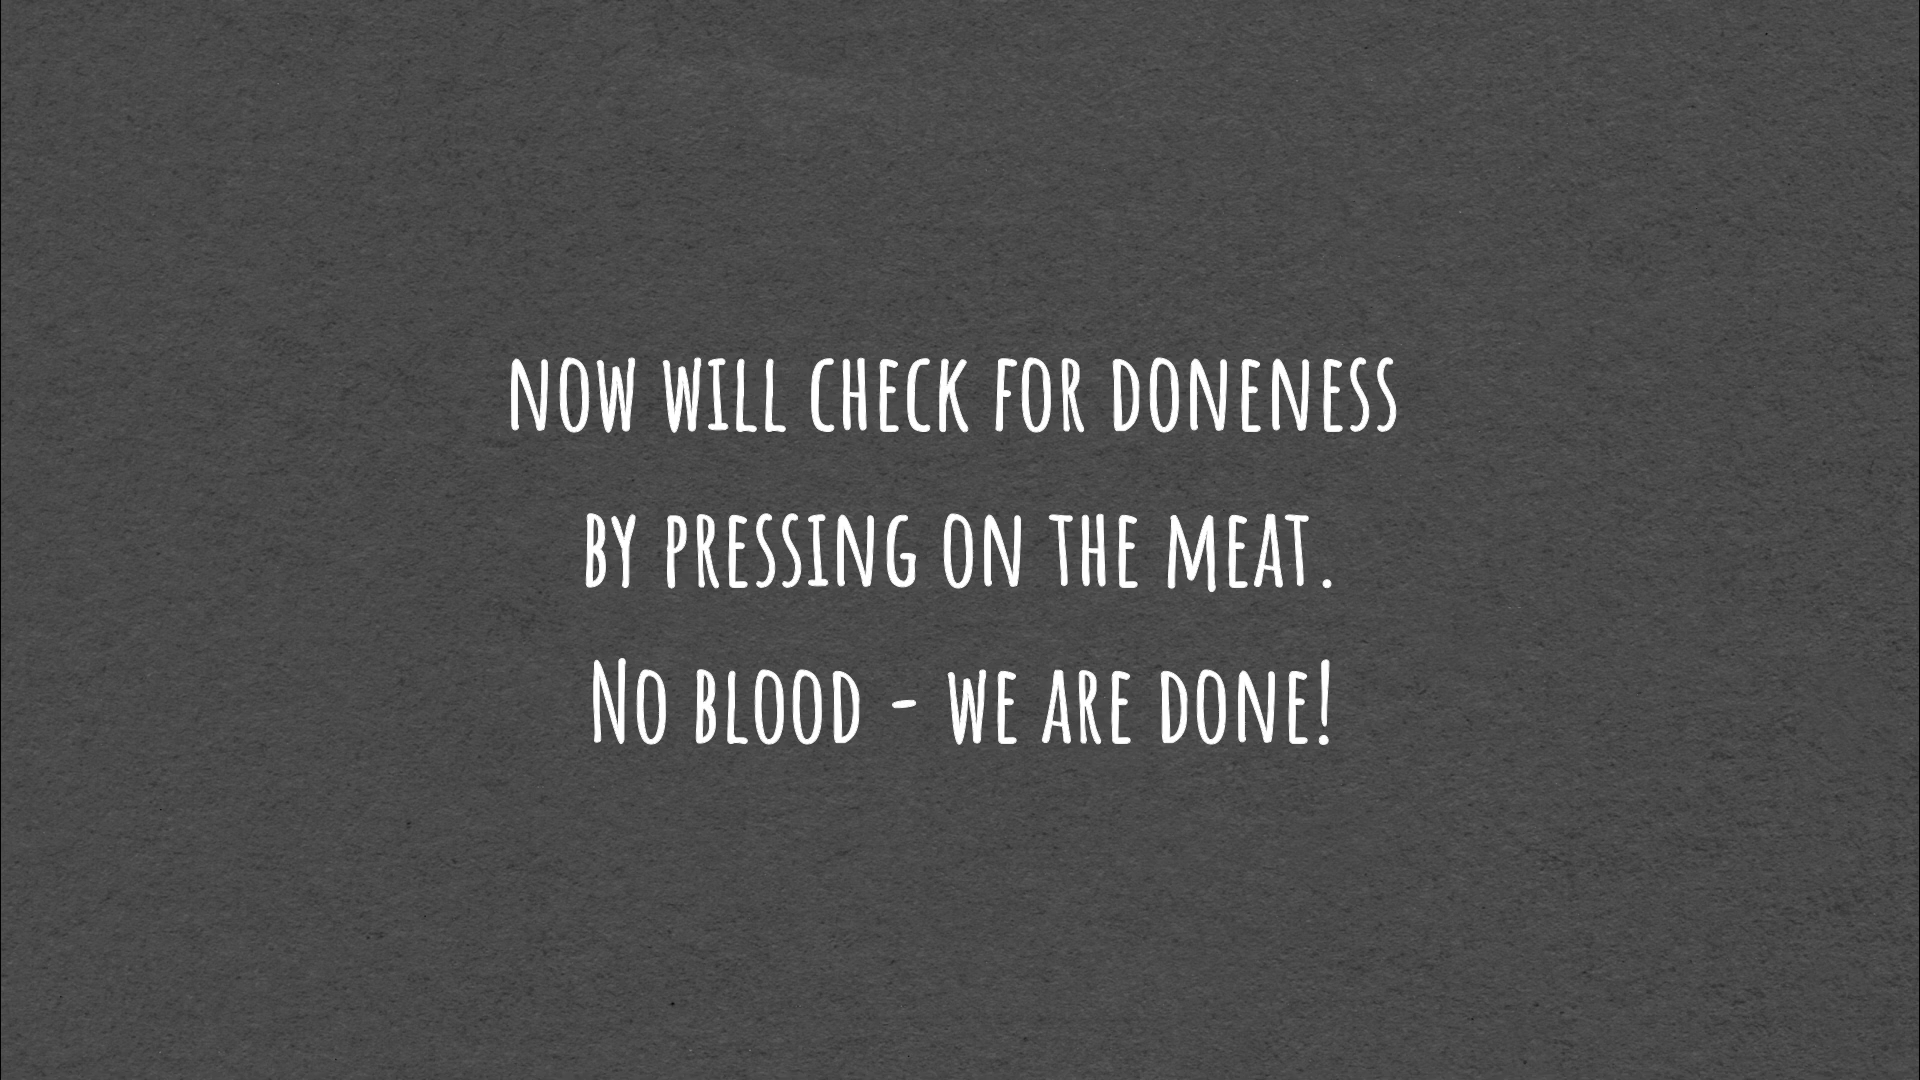 now will check for doneness
by pressing on the meat.
No blood - we are done!